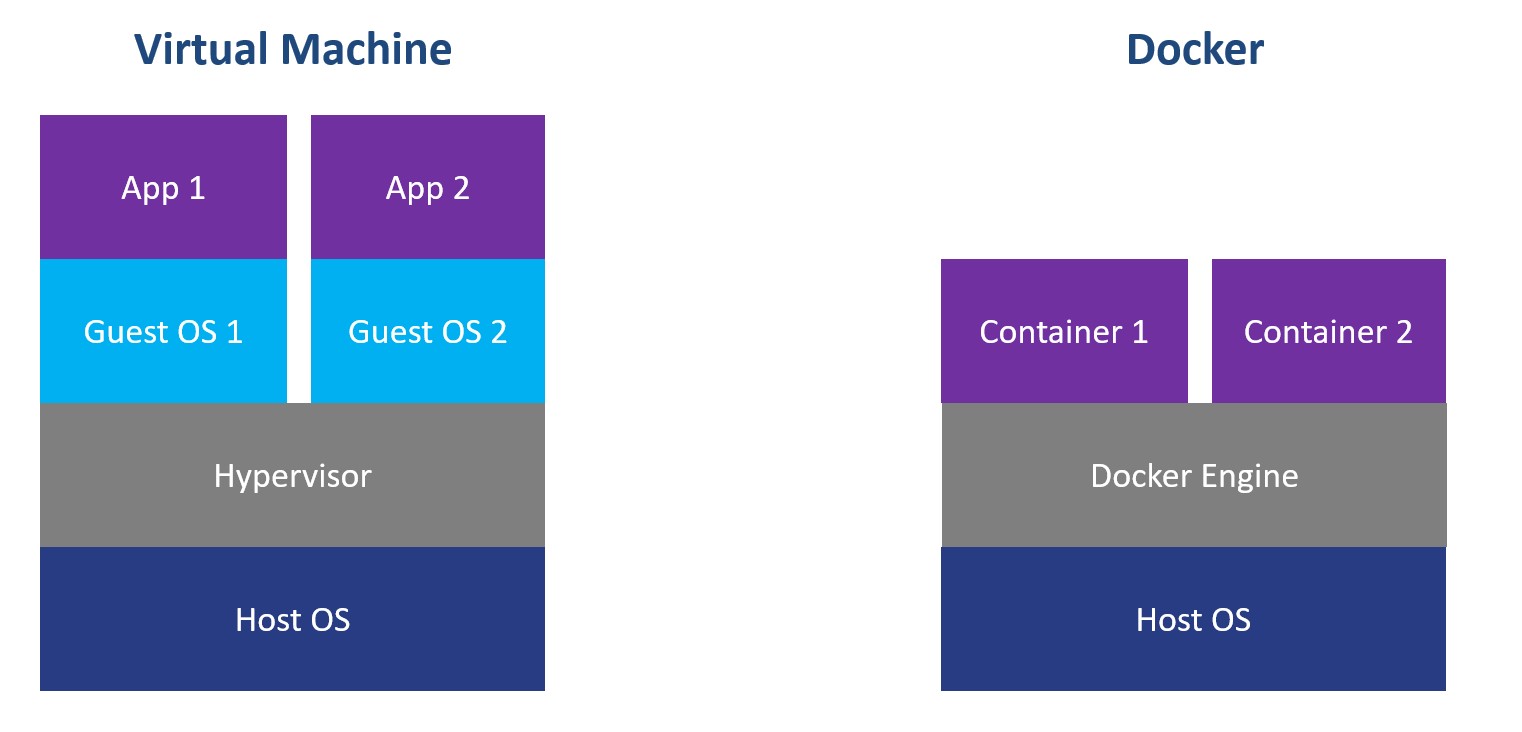 Virtual Machine
App 1
App 2
Guest OS 1
Guest OS 2
Hypervisor
Host OS
Docker
Container 1
Container 2
Docker Engine
Host OS